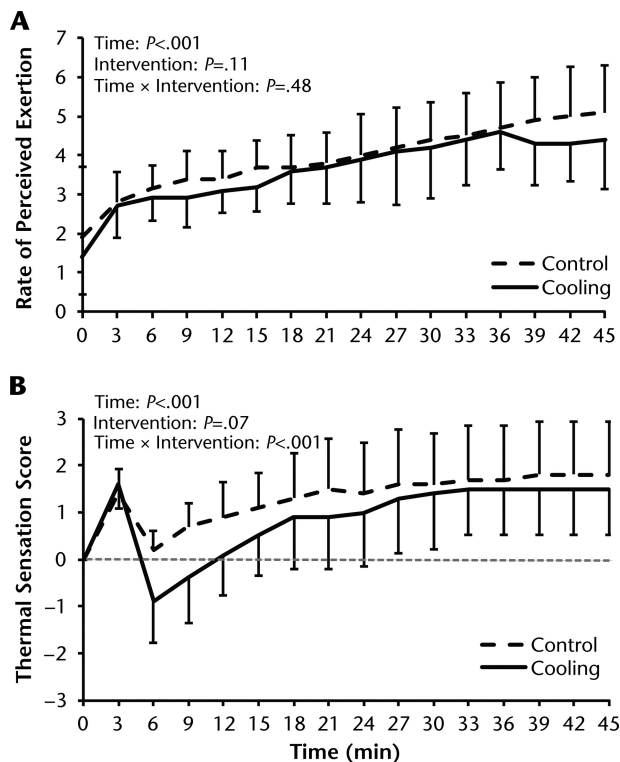 A
Time: P<.001
Intervention: P=.11
Time × Intervention: P=.48
Rate of Perceived Exertion
7
6
5
4
3
2
1
0
Control
Cooling
0 3 6 9 12 15 18 21 24 27 30 33 36 39 42 45
B
Time: P<.001
Intervention: P=.07
Time × Intervention: P<.001
Thermal Sensation Score
3
2
1
0
−1
−2
−3
Control
Cooling
0 3 6 9 12 15 18 21 24 27 30 33 36 39 42 45
Time (min)